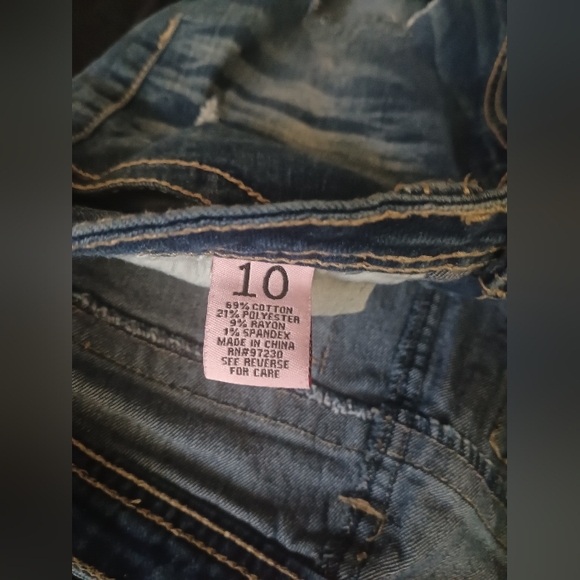 10
69% COTTON
21% POLYESTER
9% RAYON
1% SPANDEX
MADE IN CHINA
RN#97230
SEE REVERSE
FOR CARE